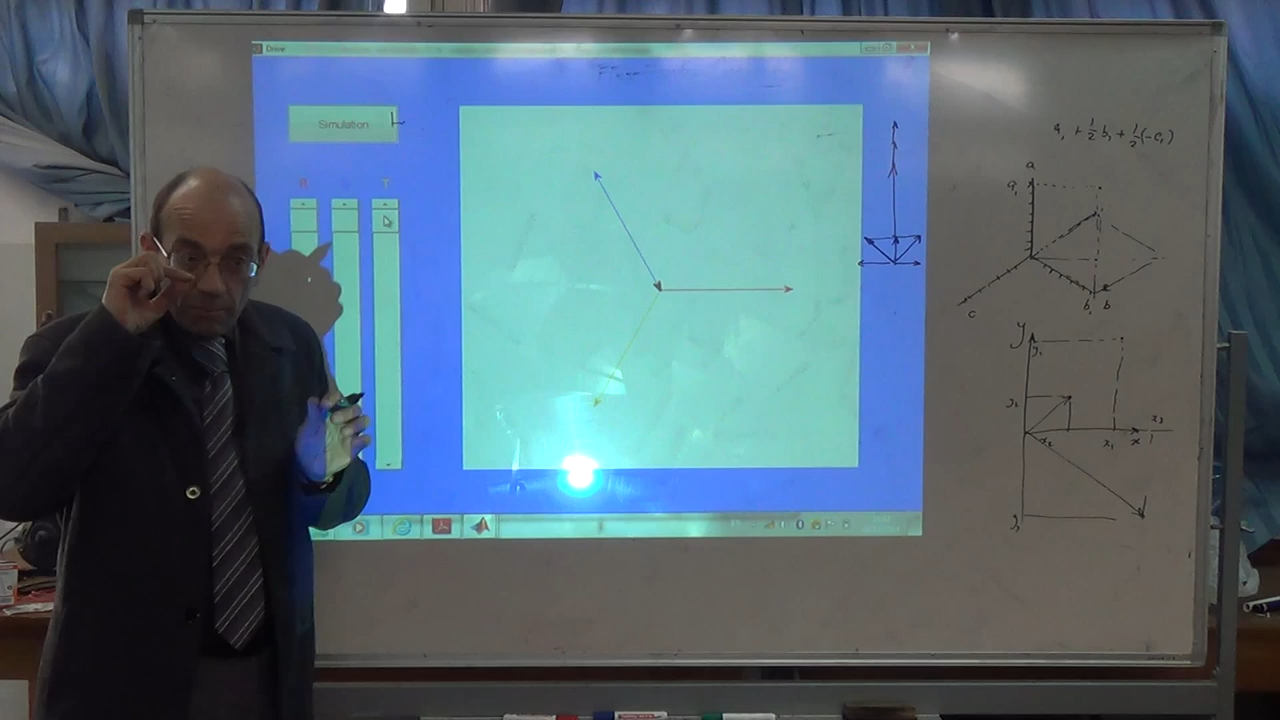 Drive
Simulation
R T
a₁ + ½ b₁ + ½(-c₁)
a
a₁
c
b₁ b
y
y₁
y₂
x₂ x₁ x x₃
y₃